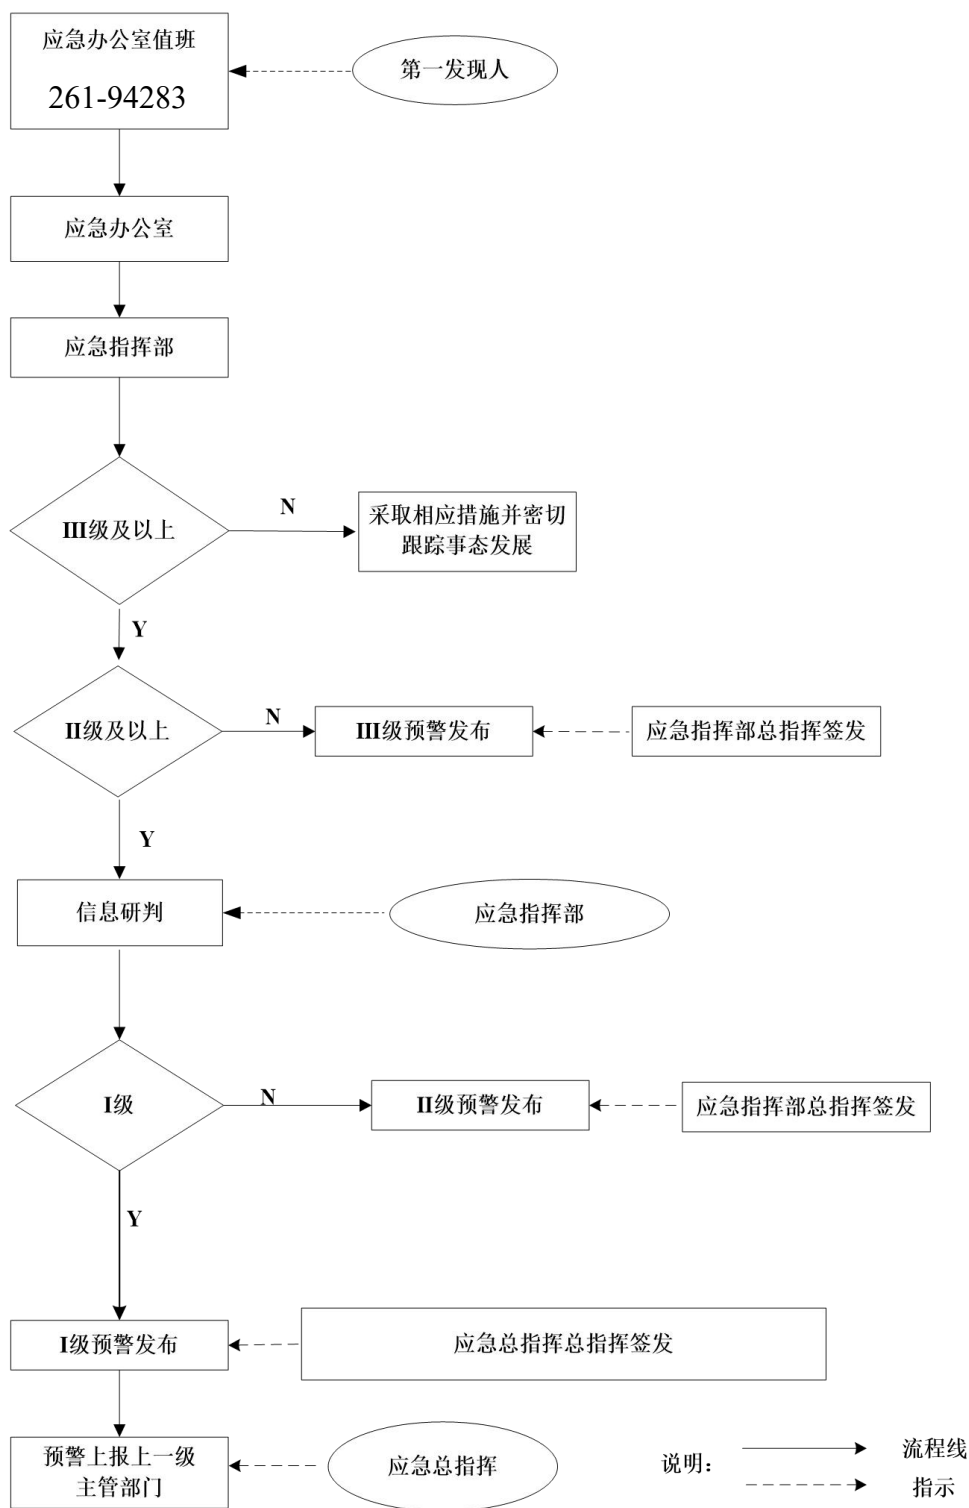 应急办公室值班
第一发现人
261-94283
应急办公室
应急指挥部
III级及以上
N
采取相应措施并密切
跟踪事态发展
Y
II级及以上
N
III级预警发布
应急指挥部总指挥签发
Y
信息研判
应急指挥部
I级
N
II级预警发布
应急指挥部总指挥签发
Y
I级预警发布
应急总指挥总指挥签发
预警上报上一级
主管部门
应急总指挥
说明：
流程线
指示